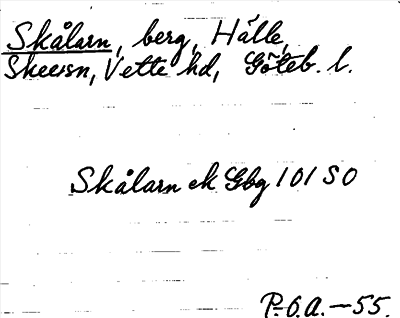 Skålarn, berg, Hälle,
Skee sn, Vette hd, Göteb. l.
Skålarn ek Gbg 101 SO
P.O.A. — 55.